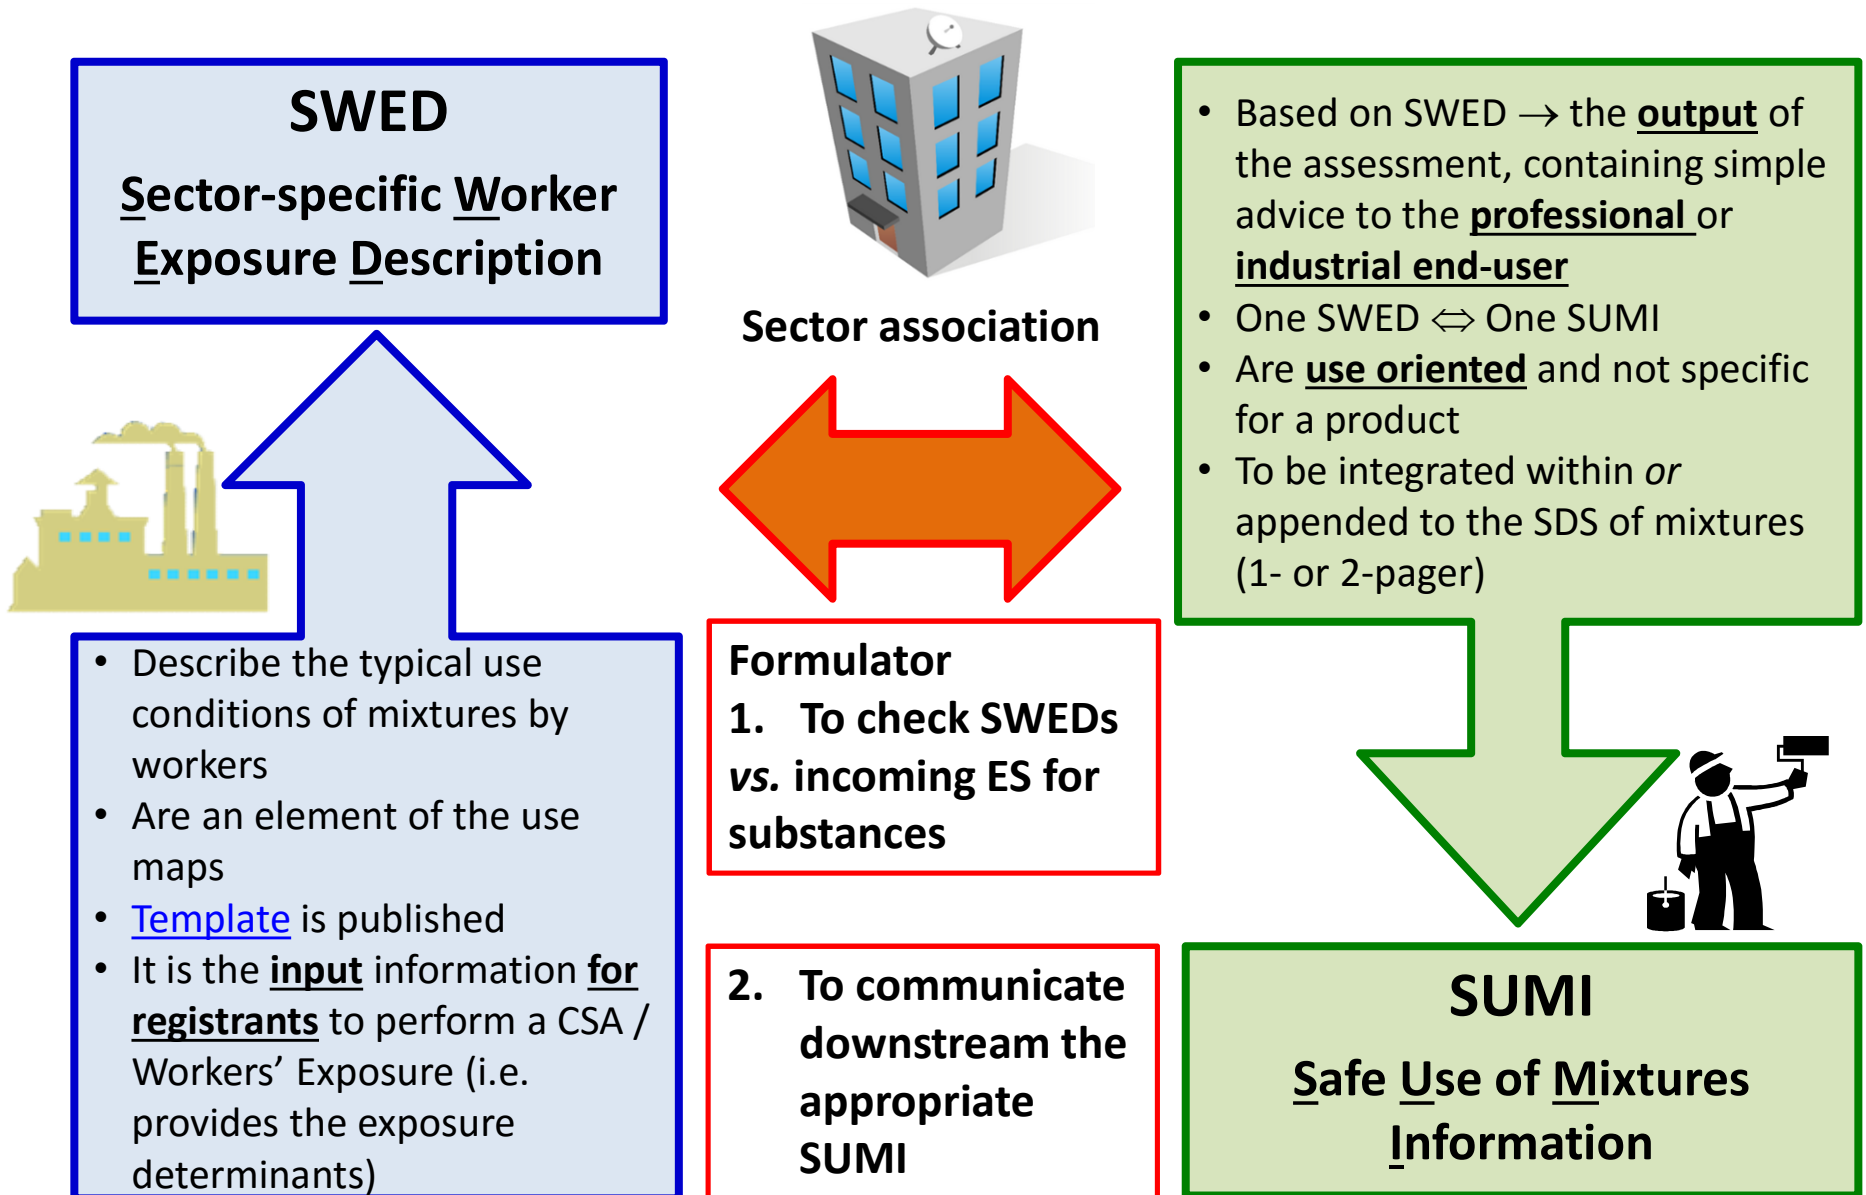 SWED
Sector-specific Worker
Exposure Description
• Describe the typical use
conditions of mixtures by
workers
• Are an element of the use
maps
• Template is published
• It is the input information for
registrants to perform a CSA /
Workers’ Exposure (i.e.
provides the exposure
determinants)
Sector association
Formulator
1. To check SWEDs
vs. incoming ES for
substances
2. To communicate
downstream the
appropriate
SUMI
• Based on SWED → the output of
the assessment, containing simple
advice to the professional or
industrial end-user
• One SWED ⇔ One SUMI
• Are use oriented and not specific
for a product
• To be integrated within or
appended to the SDS of mixtures
(1- or 2-pager)
SUMI
Safe Use of Mixtures
Information